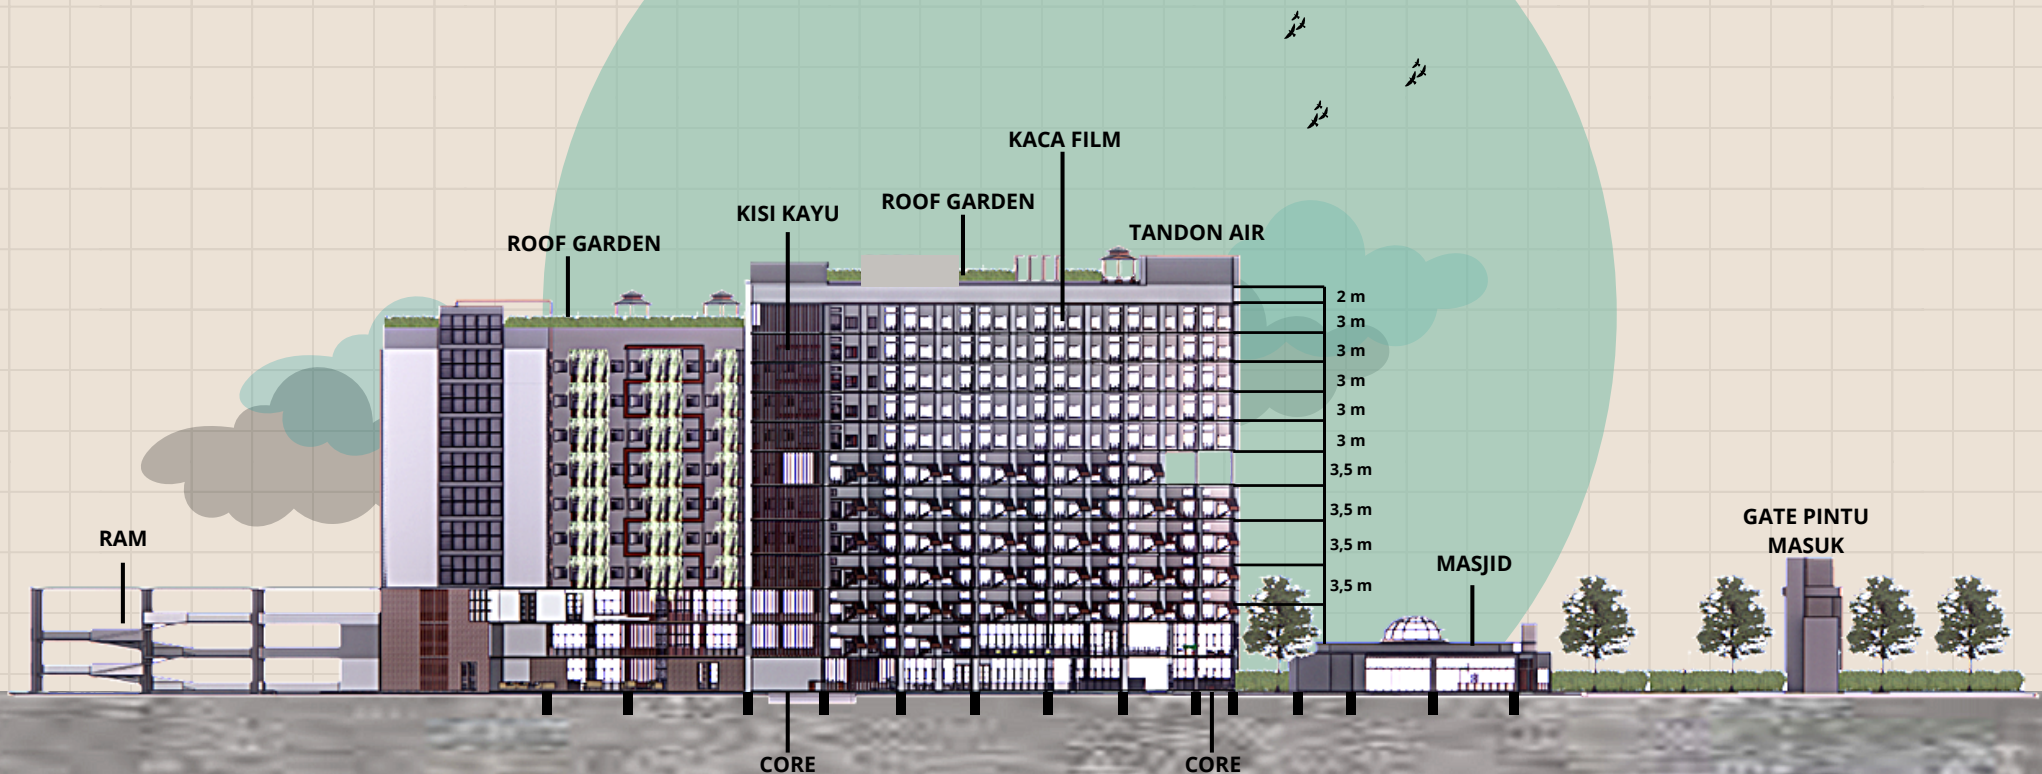 KACA FILM
ROOF GARDEN
KISI KAYU
TANDON AIR
ROOF GARDEN
2 m
3 m
3 m
3 m
3 m
3 m
3,5 m
3,5 m
3,5 m
3,5 m
RAM
MASJID
GATE PINTU
MASUK
CORE
CORE